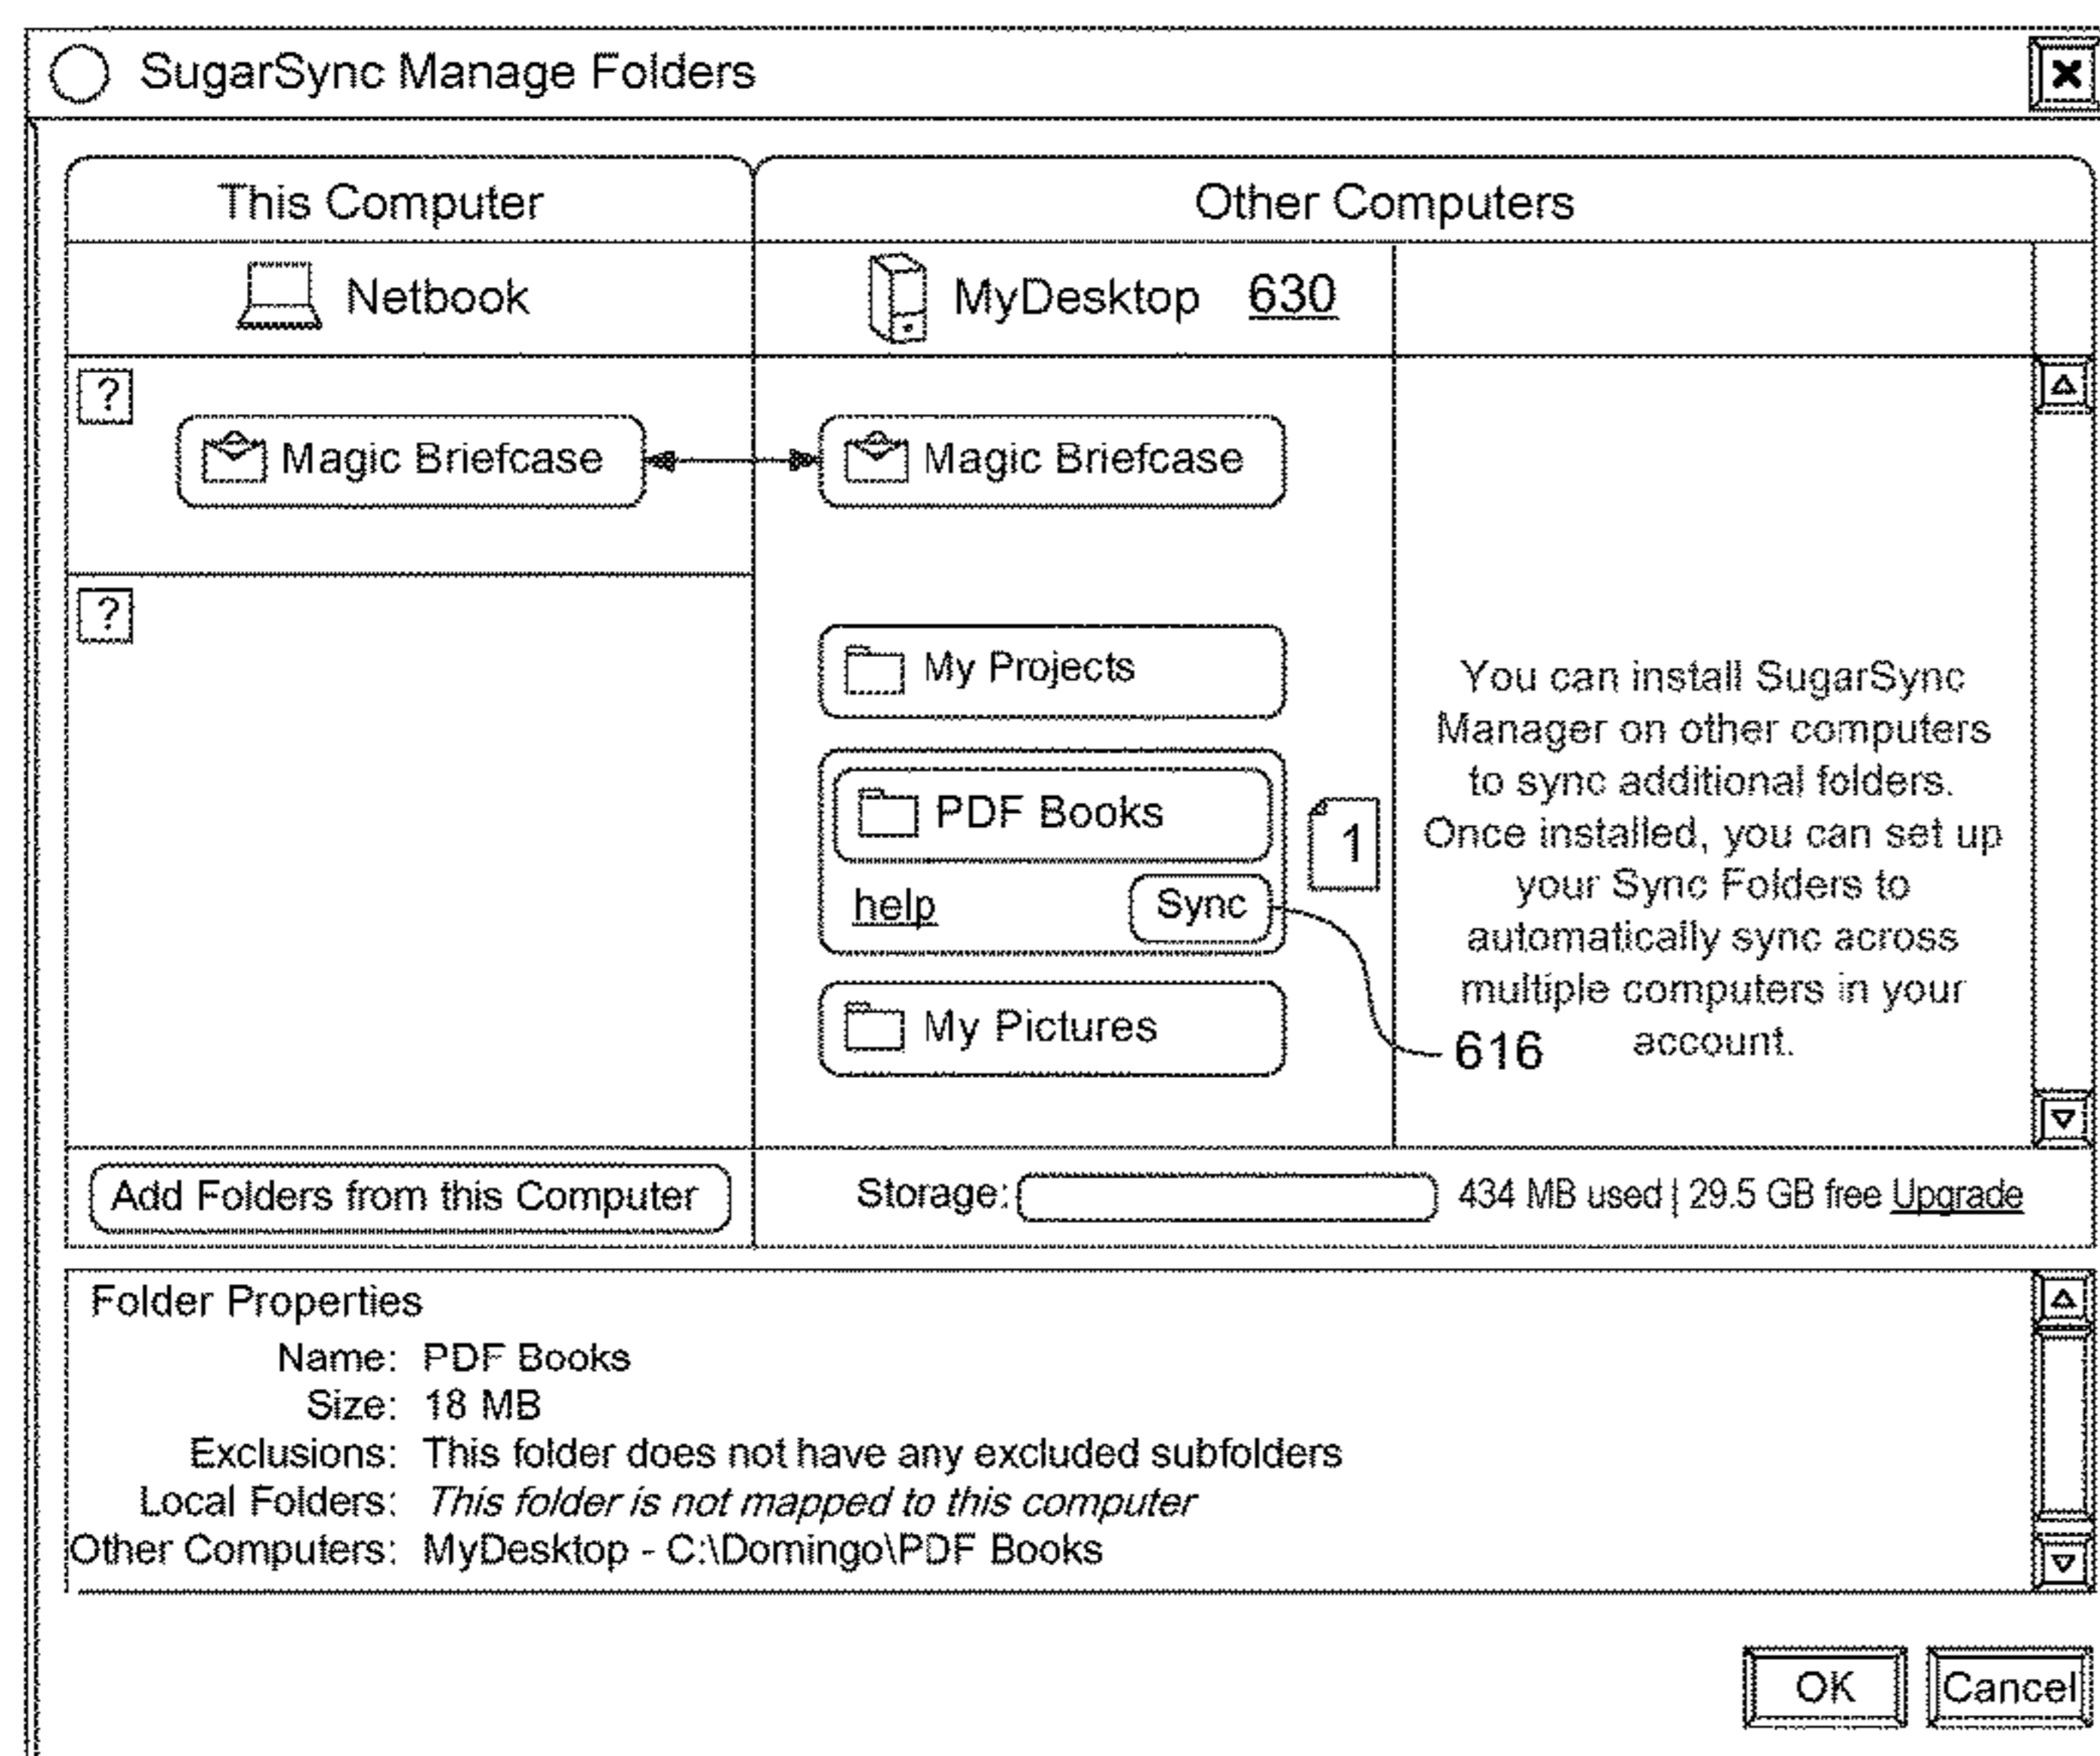 SugarSync Manage Folders
This Computer
Other Computers
Netbook
MyDesktop 630
?
Magic Briefcase
Magic Briefcase
?
My Projects
PDF Books
1
help
Sync
My Pictures
You can install SugarSync
Manager on other computers
to sync additional folders.
Once installed, you can set up
your Sync Folders to
automatically sync across
multiple computers in your
account.
616
Add Folders from this Computer
Storage:
434 MB used | 29.5 GB free Upgrade
Folder Properties
Name: PDF Books
Size: 18 MB
Exclusions: This folder does not have any excluded subfolders
Local Folders: This folder is not mapped to this computer
Other Computers: MyDesktop - C:\Domingo\PDF Books
OK
Cancel